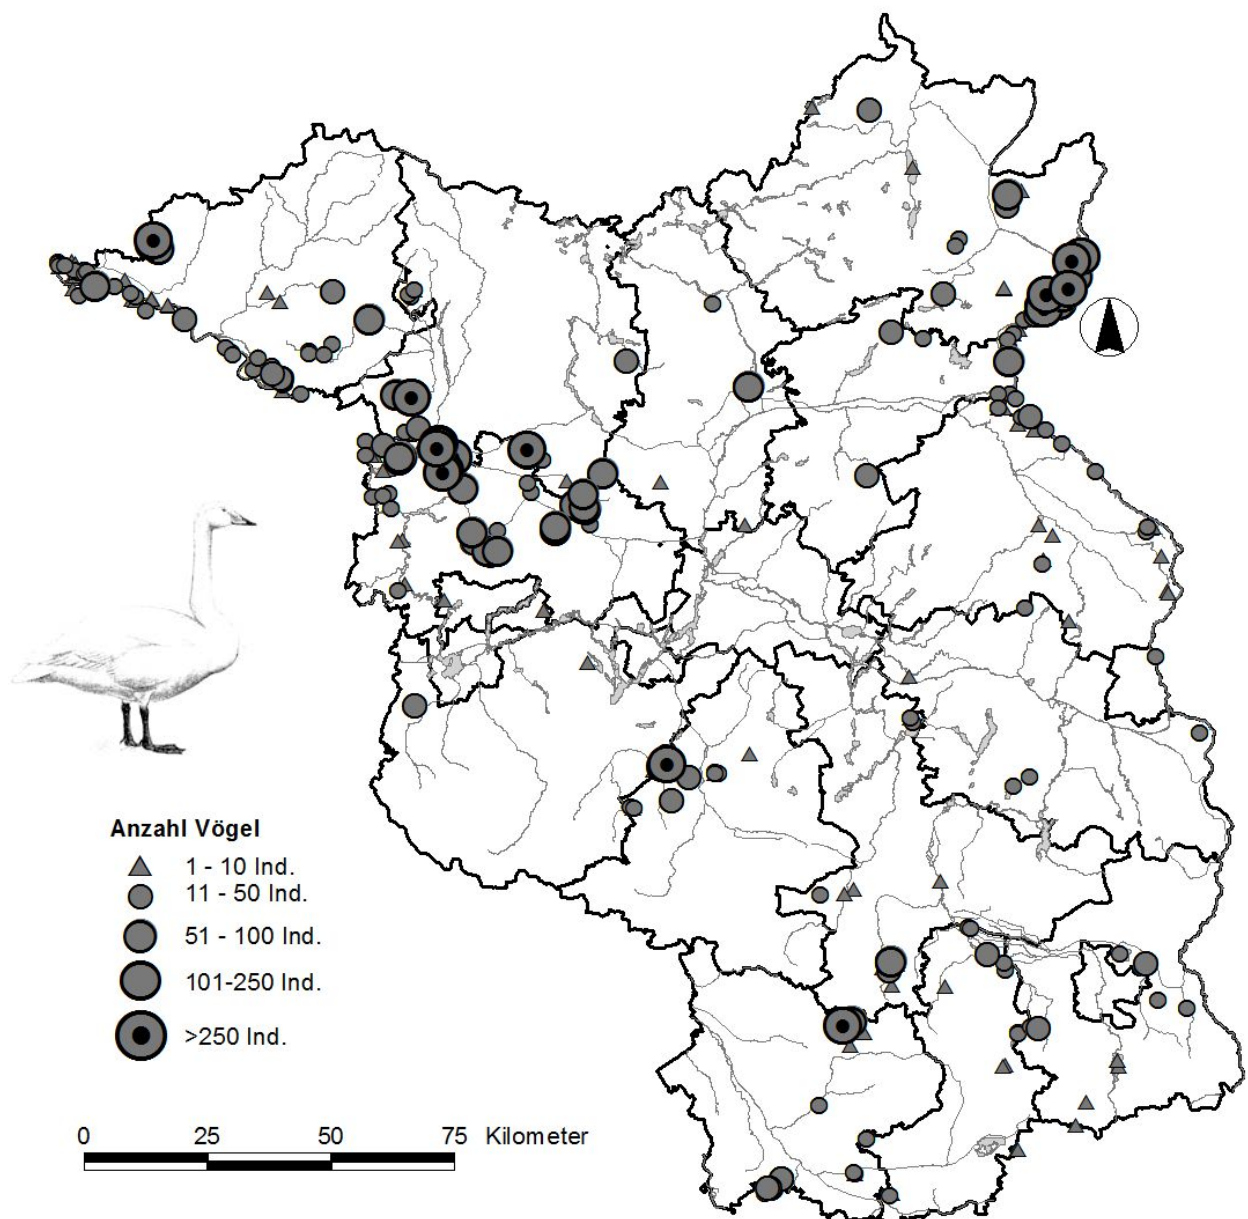 Anzahl Vögel
1 - 10 Ind.
11 - 50 Ind.
51 - 100 Ind.
101-250 Ind.
>250 Ind.
0 25 50 75 Kilometer